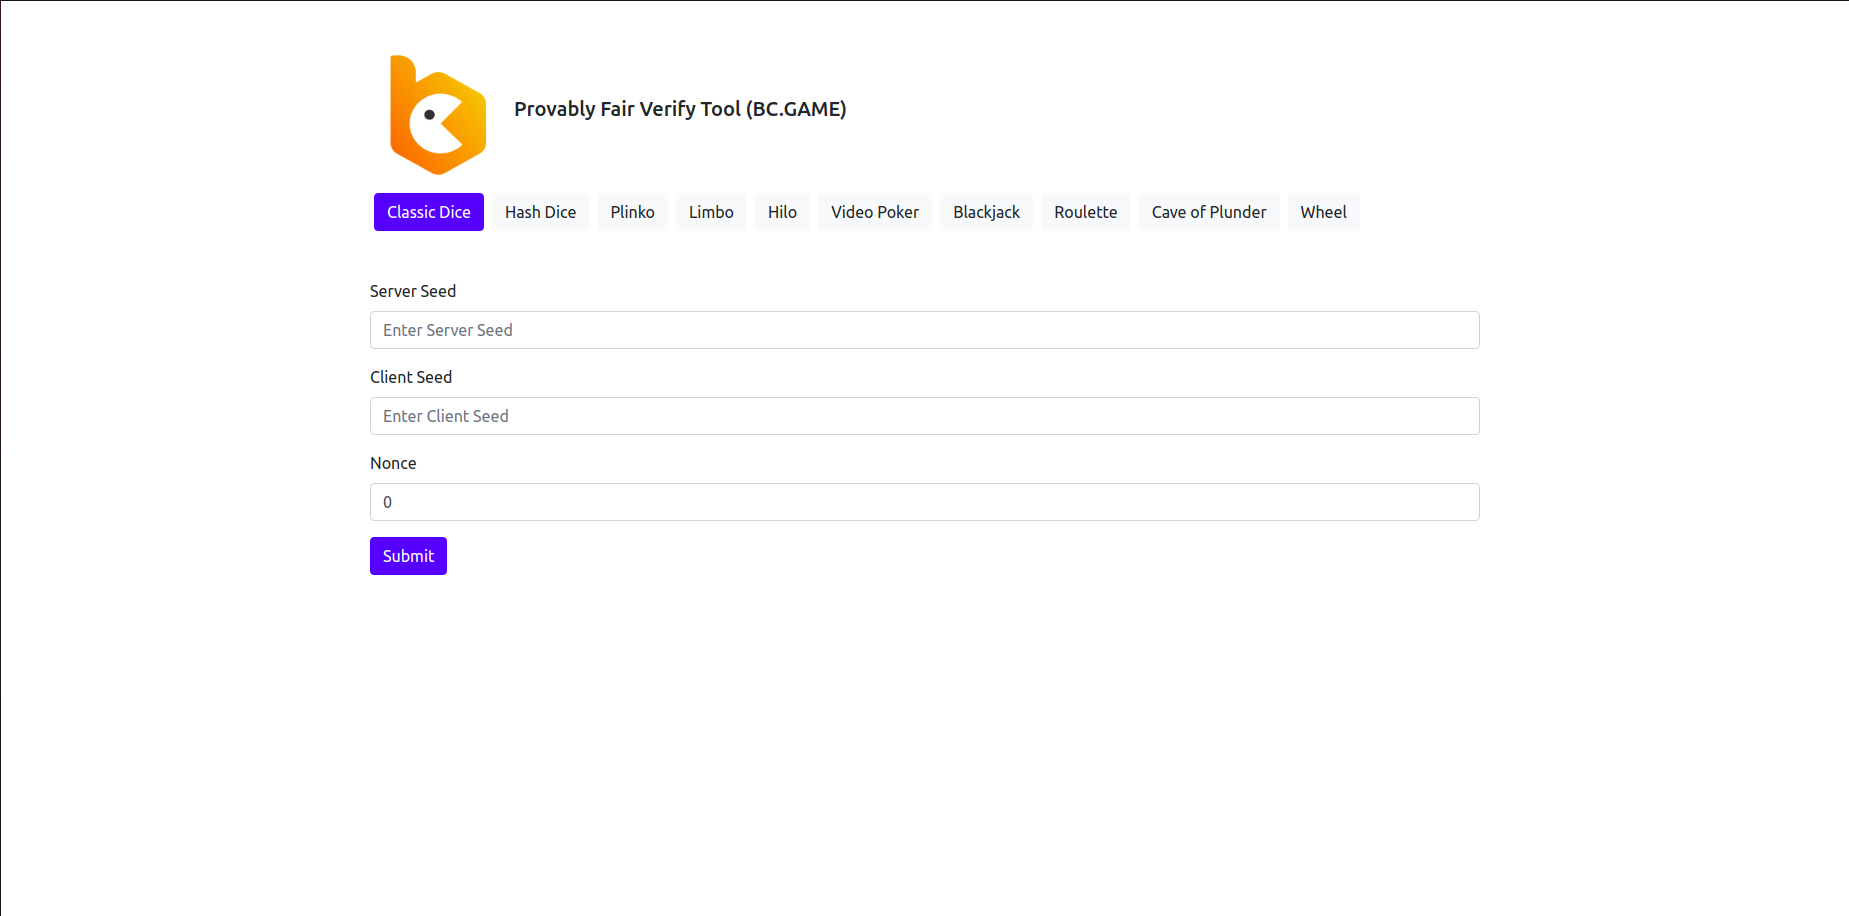 Provably Fair Verify Tool (BC.GAME)
Classic Dice Hash Dice Plinko Limbo Hilo Video Poker Blackjack Roulette Cave of Plunder Wheel
Server Seed
Enter Server Seed
Client Seed
Enter Client Seed
Nonce
0
Submit